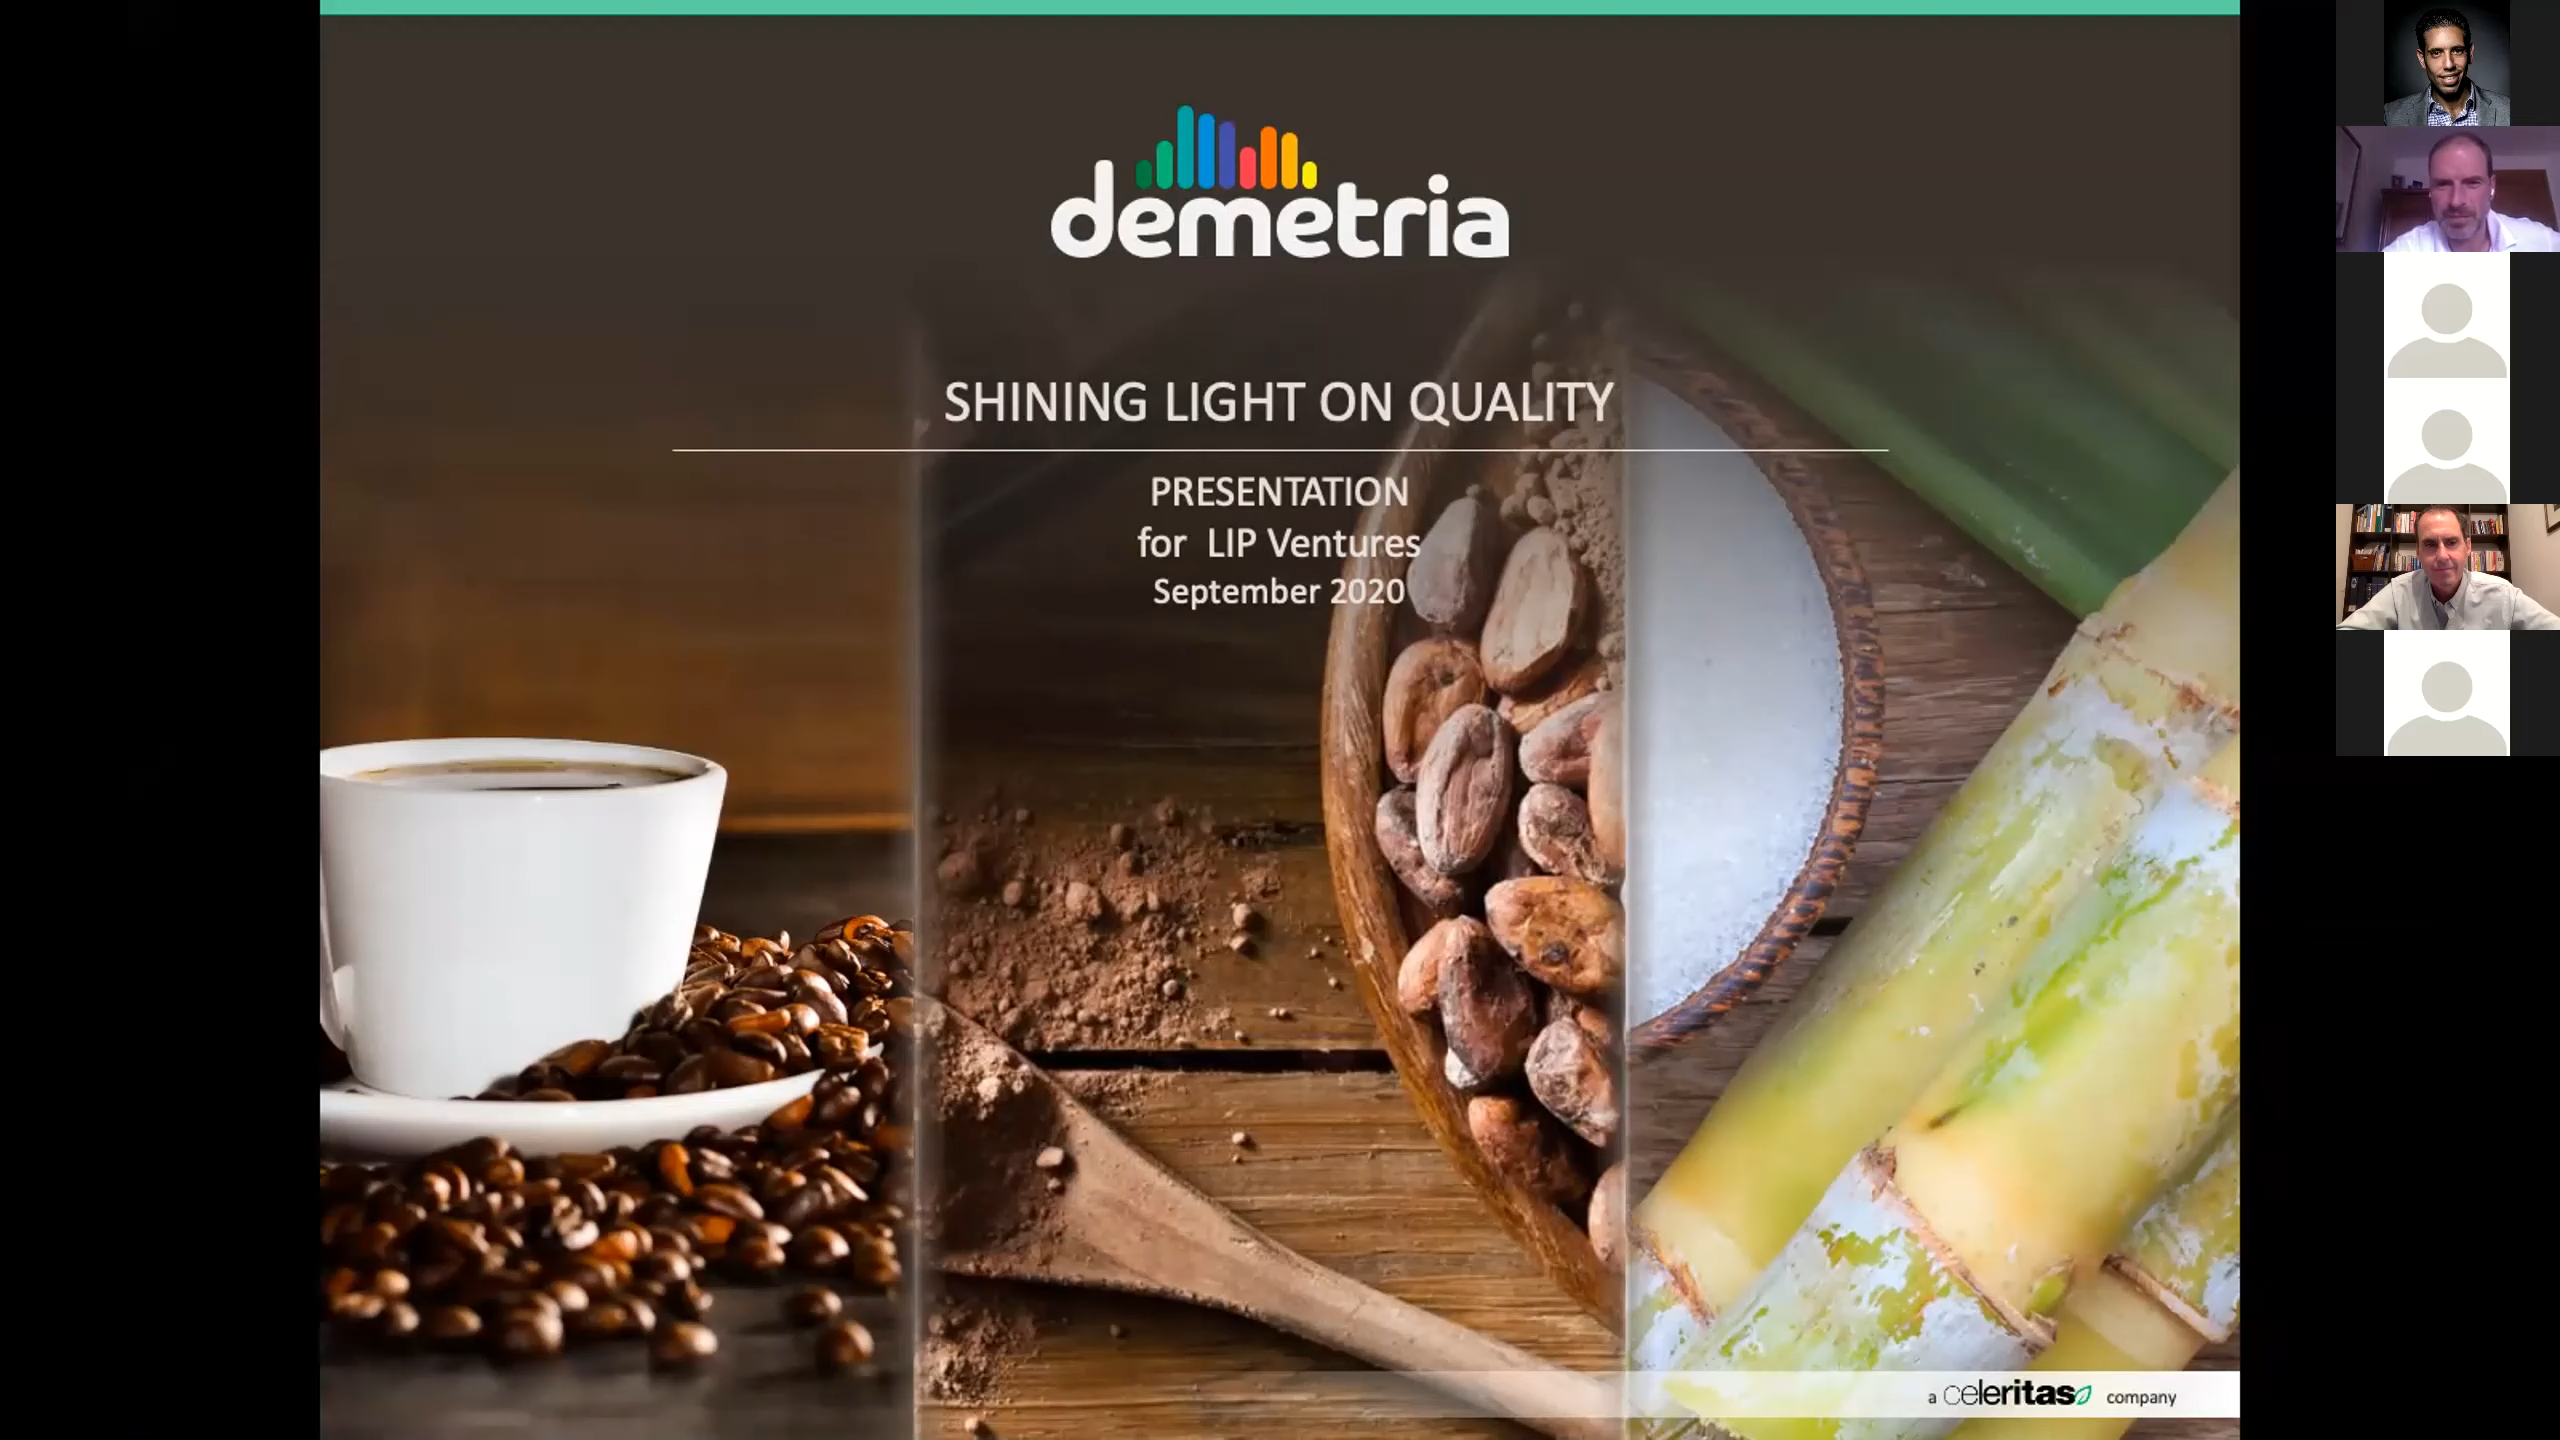 demetria
SHINING LIGHT ON QUALITY
PRESENTATION
for LIP Ventures
September 2020
a celeritas company